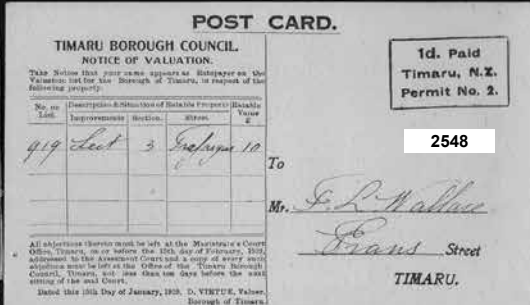 POST CARD.
TIMARU BOROUGH COUNCIL.
NOTICE OF VALUATION.
Take Notice that your name appears as Ratepayer on the
Valuation list for the Borough of Timaru, in respect of the
following property:
No. on List. Description & Situation of Ratable Property Ratable Value £
Improvements Section. Street.
919 3 10
1d. Paid
Timaru, N.Z.
Permit No. 2.
2548
To
Mr. F. L. Wallace
Evans Street
TIMARU.
All objections thereto must be left at the Magistrate's Court
Office, Timaru, on or before the 15th day of February,
addressed to the Assessment Court and a copy of every such
objection must be left at the Office of the Timaru Borough
Council, Timaru, not less than ten days before the next
sitting of the said Court.
Dated this 15th Day of January, D. VIRTUE, Valuer,
Borough of Timaru.